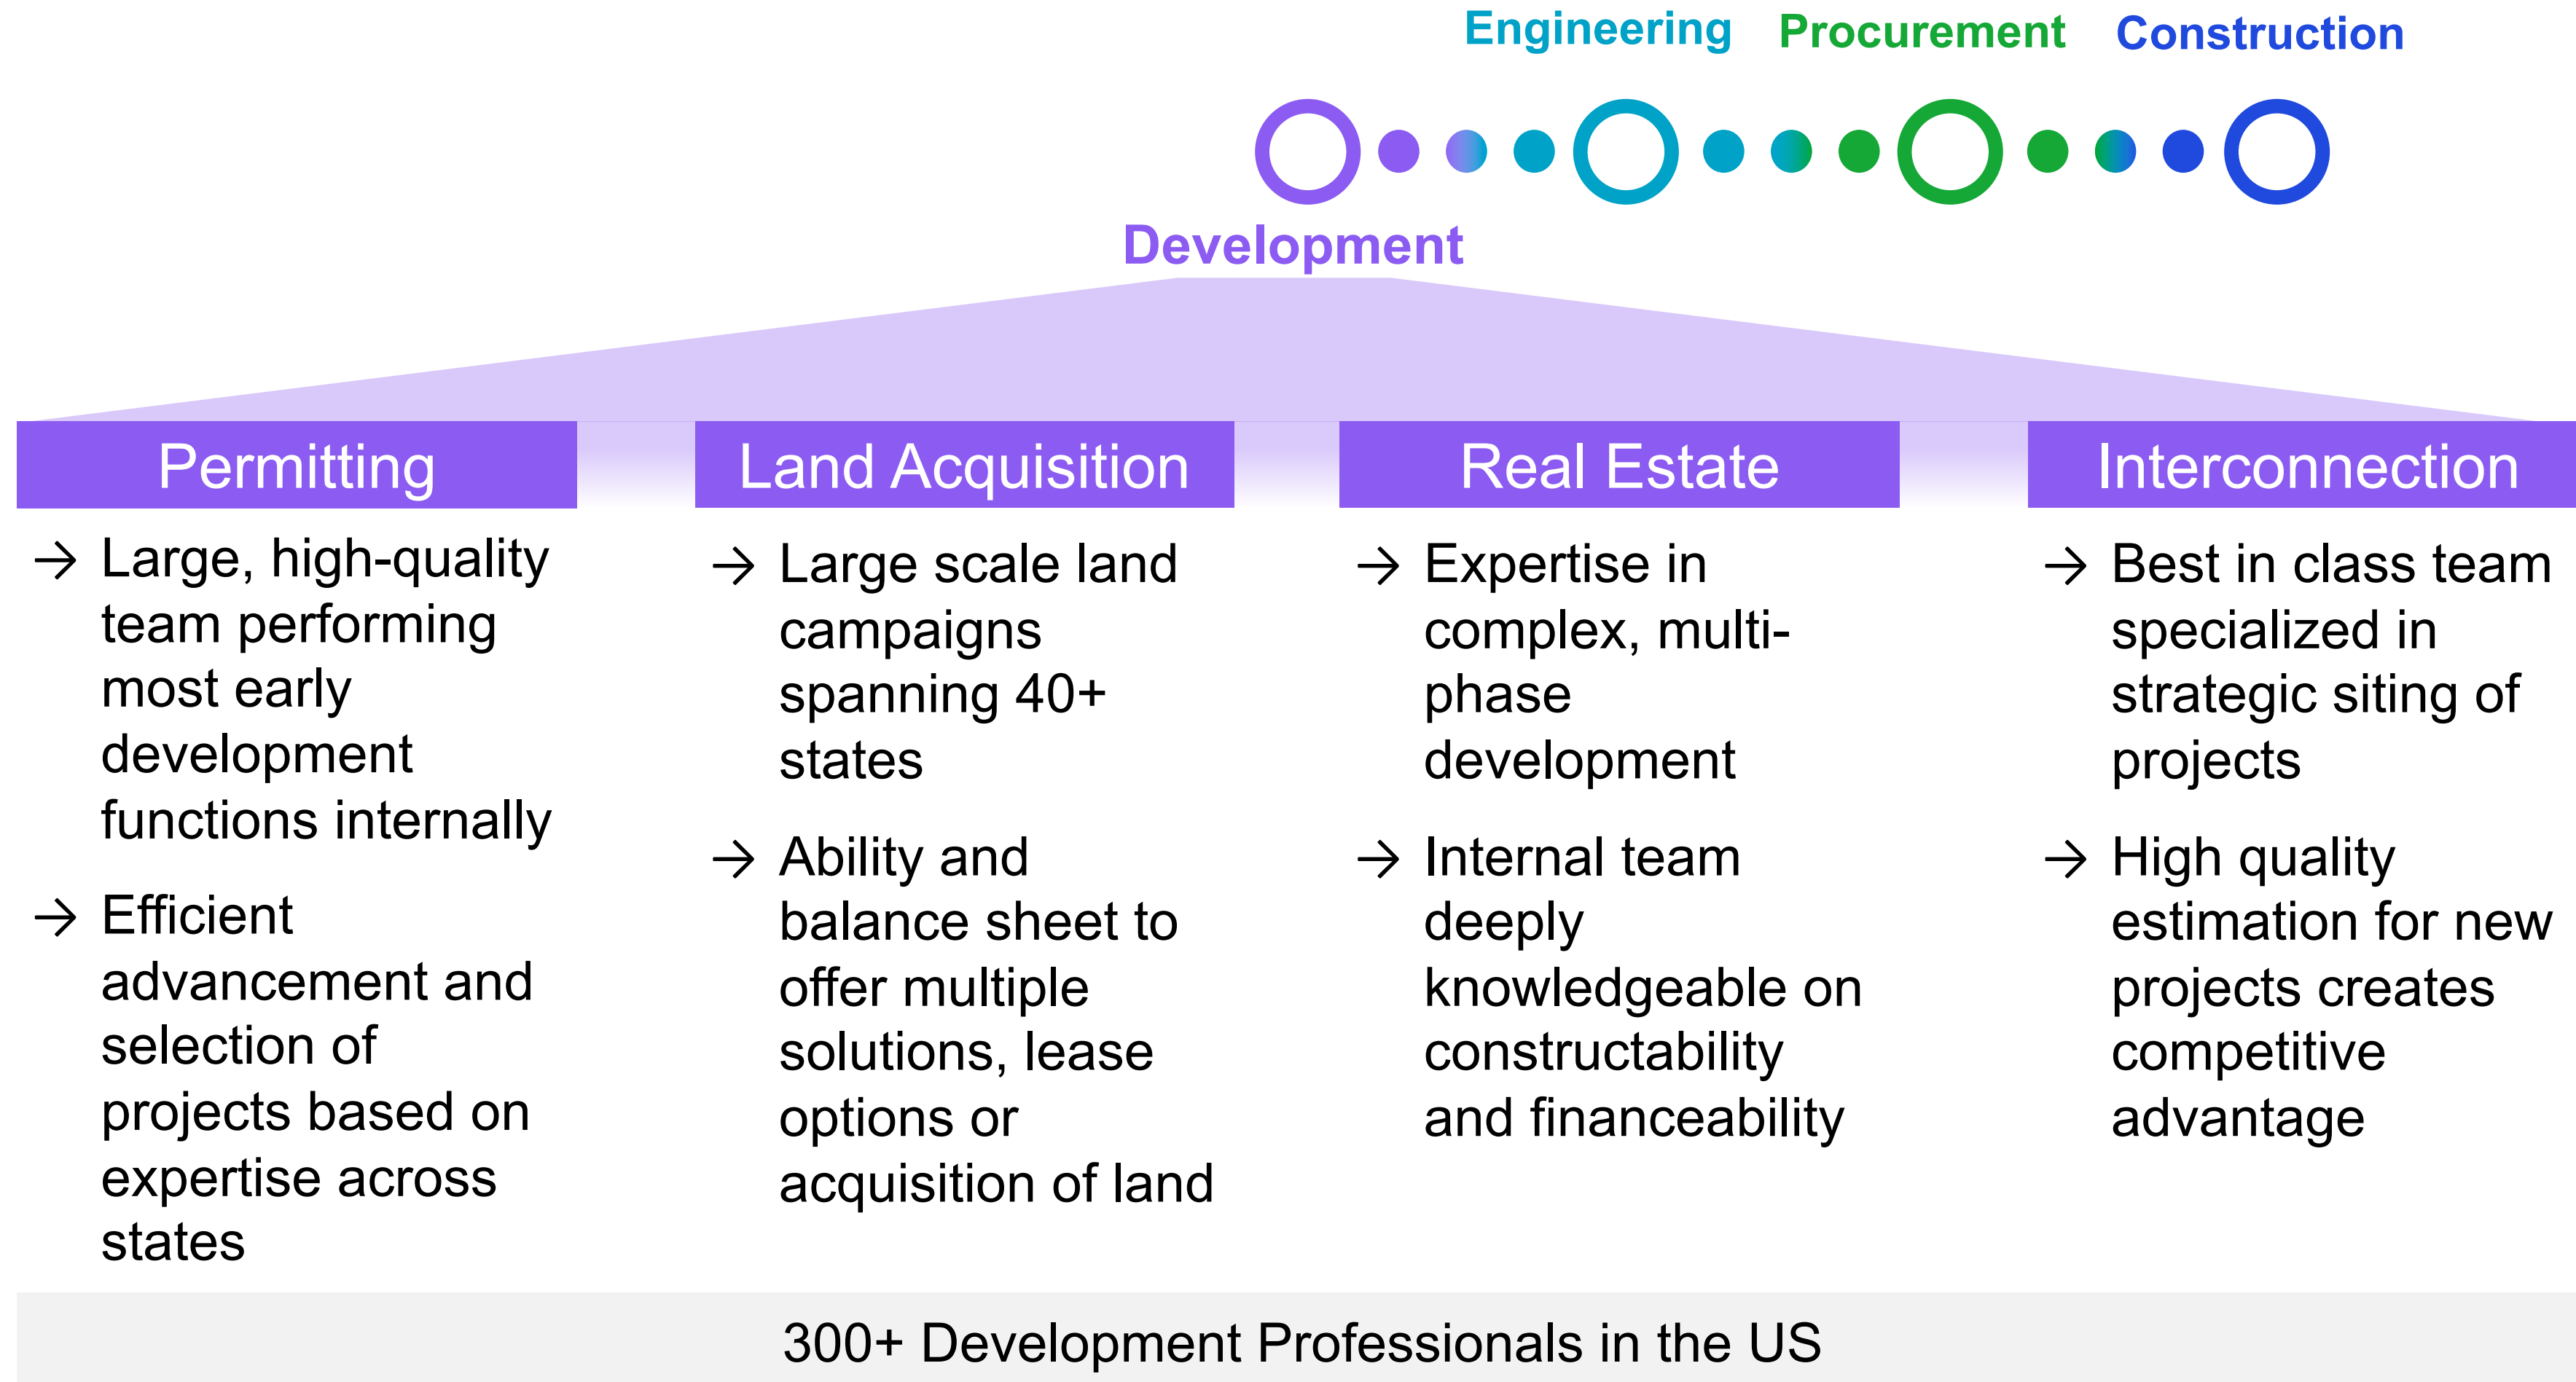 Engineering
Procurement
Construction
Development
Permitting
→ Large, high-quality
team performing
most early
development
functions internally
→ Efficient
advancement and
selection of
projects based on
expertise across
states
Land Acquisition
→ Large scale land
campaigns
spanning 40+
states
→ Ability and
balance sheet to
offer multiple
solutions, lease
options or
acquisition of land
Real Estate
→ Expertise in
complex, multi-
phase
development
→ Internal team
deeply
knowledgeable on
constructability
and financeability
Interconnection
→ Best in class team
specialized in
strategic siting of
projects
→ High quality
estimation for new
projects creates
competitive
advantage
300+ Development Professionals in the US